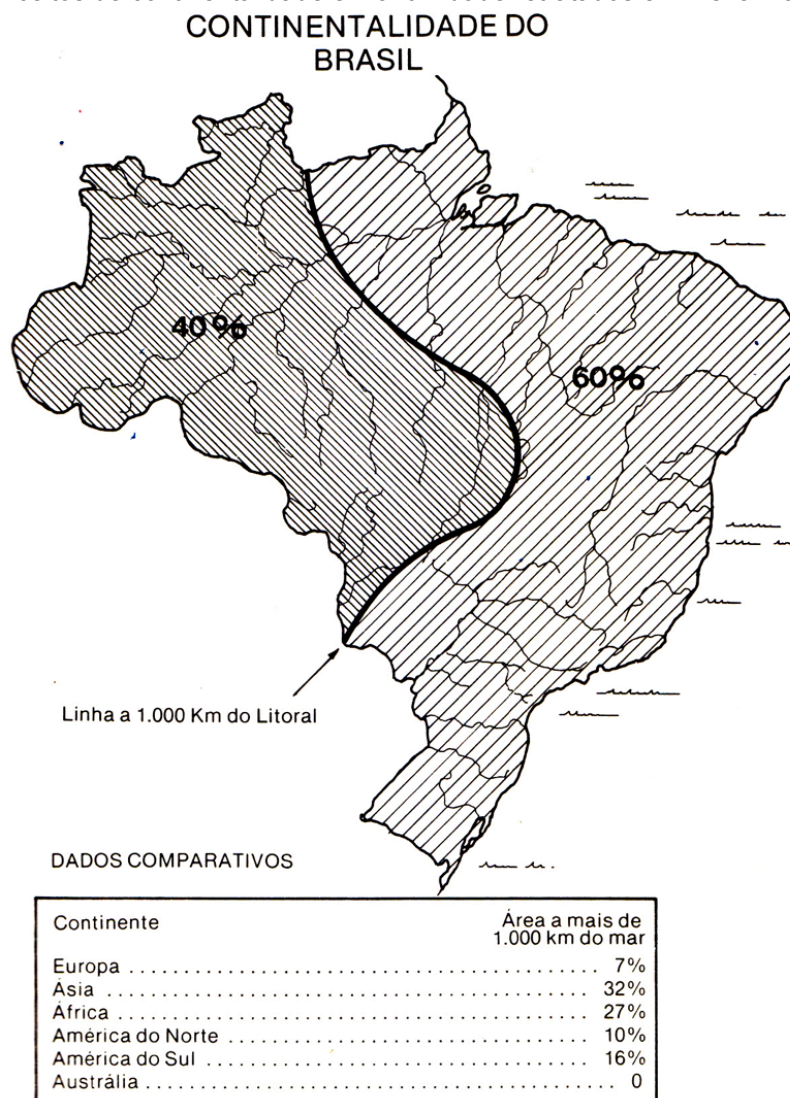 CONTINENTALIDADE DO
BRASIL
40%
60%
Linha a 1.000 Km do Litoral
DADOS COMPARATIVOS
Continente
Área a mais de
1.000 km do mar
Europa ........................................ 7%
Ásia ........................................ 32%
África ........................................ 27%
América do Norte ........................................ 10%
América do Sul ........................................ 16%
Austrália ........................................ 0